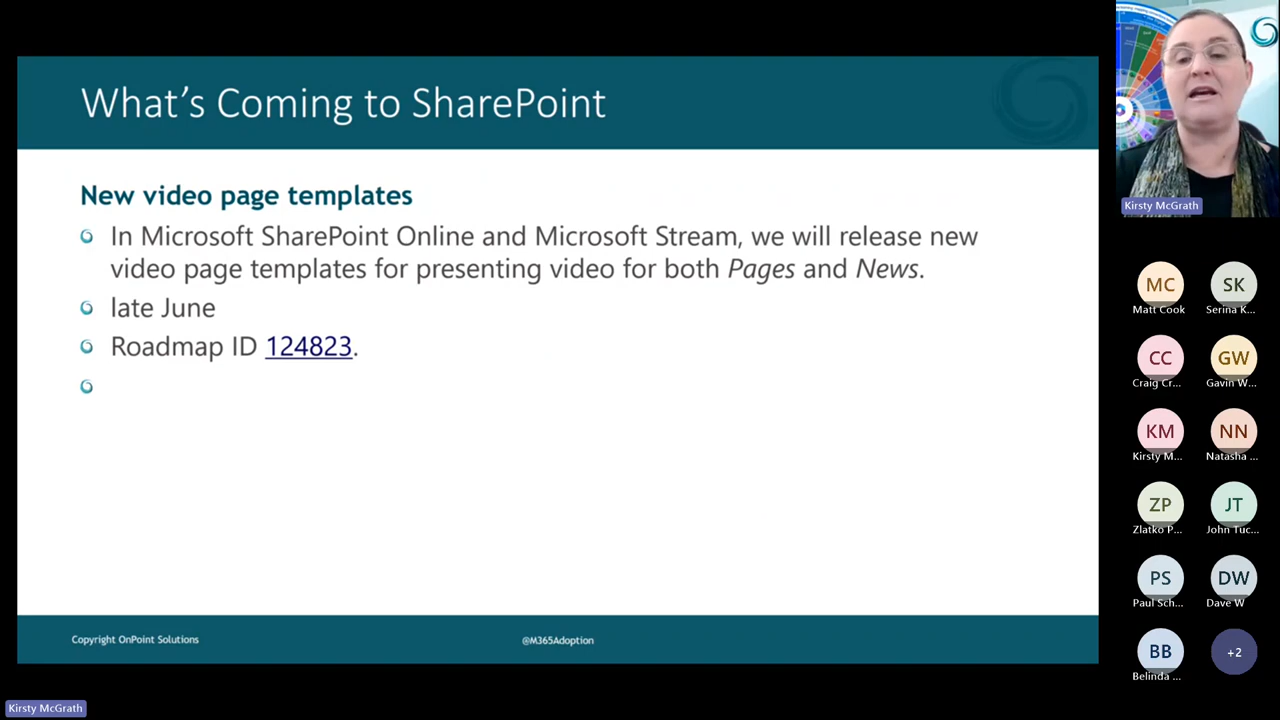 What's Coming to SharePoint
New video page templates
In Microsoft SharePoint Online and Microsoft Stream, we will release new
video page templates for presenting video for both Pages and News.
late June
Roadmap ID 124823.
Copyright OnPoint Solutions
@M365Adoption
Kirsty McGrath
MC
SK
Matt Cook
Serina K...
CC
GW
Craig Cr...
Gavin W...
KM
NN
Kirsty M...
Natasha ...
ZP
JT
Zlatko P...
John Tuc...
PS
DW
Paul Sch...
Dave W
BB
+2
Belinda ...
Kirsty McGrath